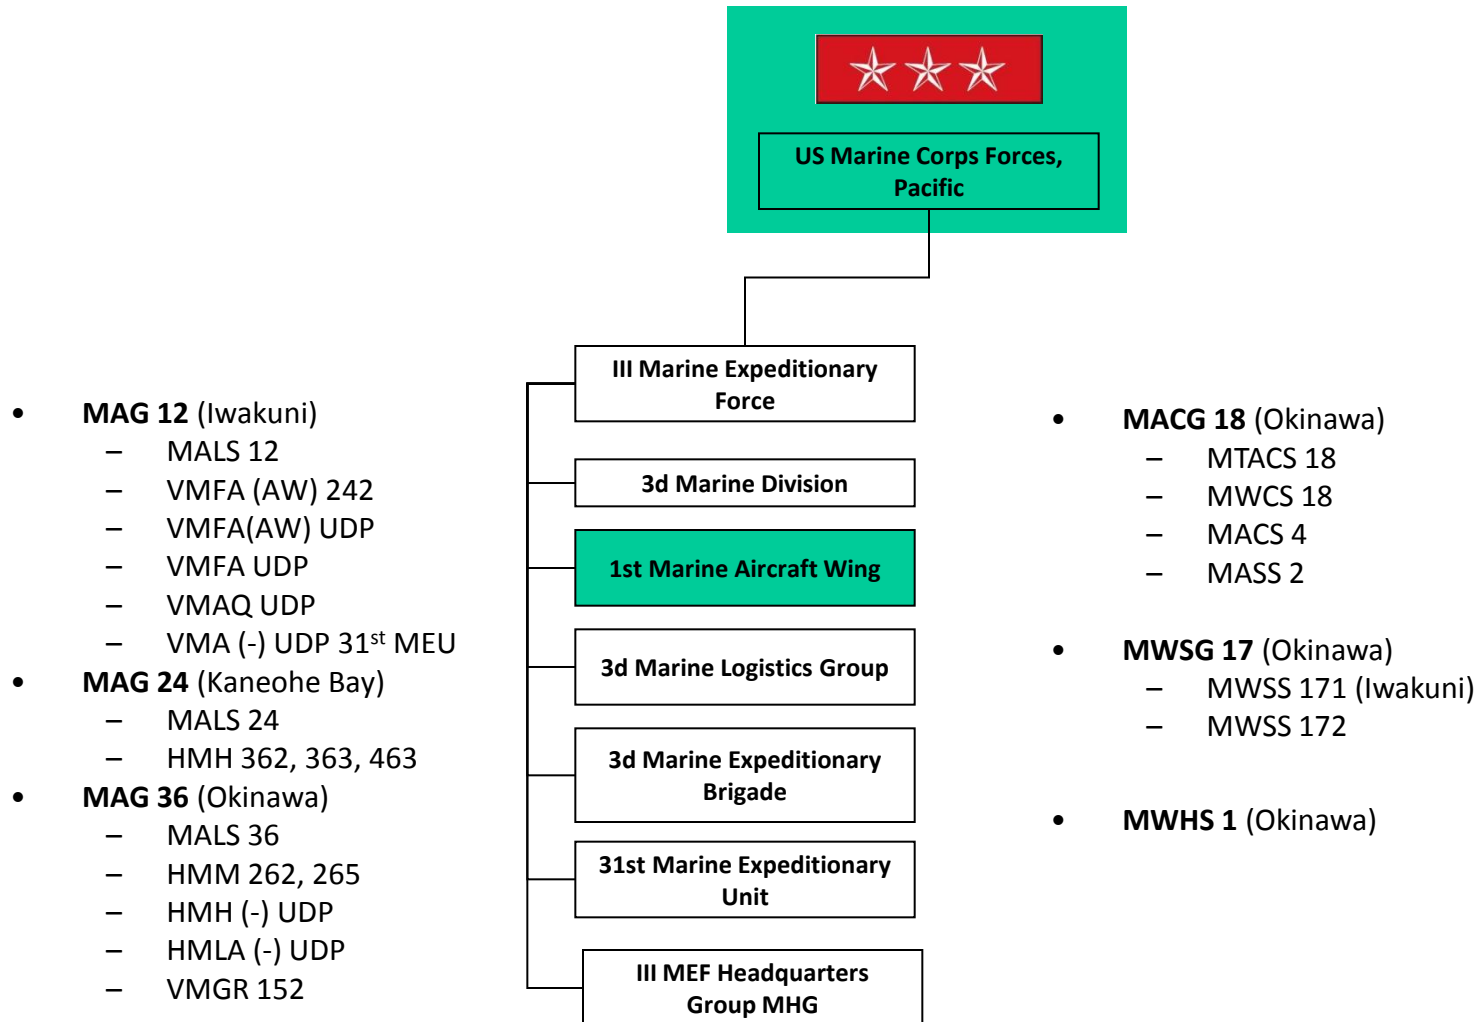 US Marine Corps Forces,
Pacific
III Marine Expeditionary
Force
3d Marine Division
1st Marine Aircraft Wing
3d Marine Logistics Group
3d Marine Expeditionary
Brigade
31st Marine Expeditionary
Unit
III MEF Headquarters
Group MHG
• MAG 12 (Iwakuni)
– MALS 12
– VMFA (AW) 242
– VMFA(AW) UDP
– VMFA UDP
– VMAQ UDP
– VMA (-) UDP 31st MEU
• MAG 24 (Kaneohe Bay)
– MALS 24
– HMH 362, 363, 463
• MAG 36 (Okinawa)
– MALS 36
– HMM 262, 265
– HMH (-) UDP
– HMLA (-) UDP
– VMGR 152
• MACG 18 (Okinawa)
– MTACS 18
– MWCS 18
– MACS 4
– MASS 2
• MWSG 17 (Okinawa)
– MWSS 171 (Iwakuni)
– MWSS 172
• MWHS 1 (Okinawa)